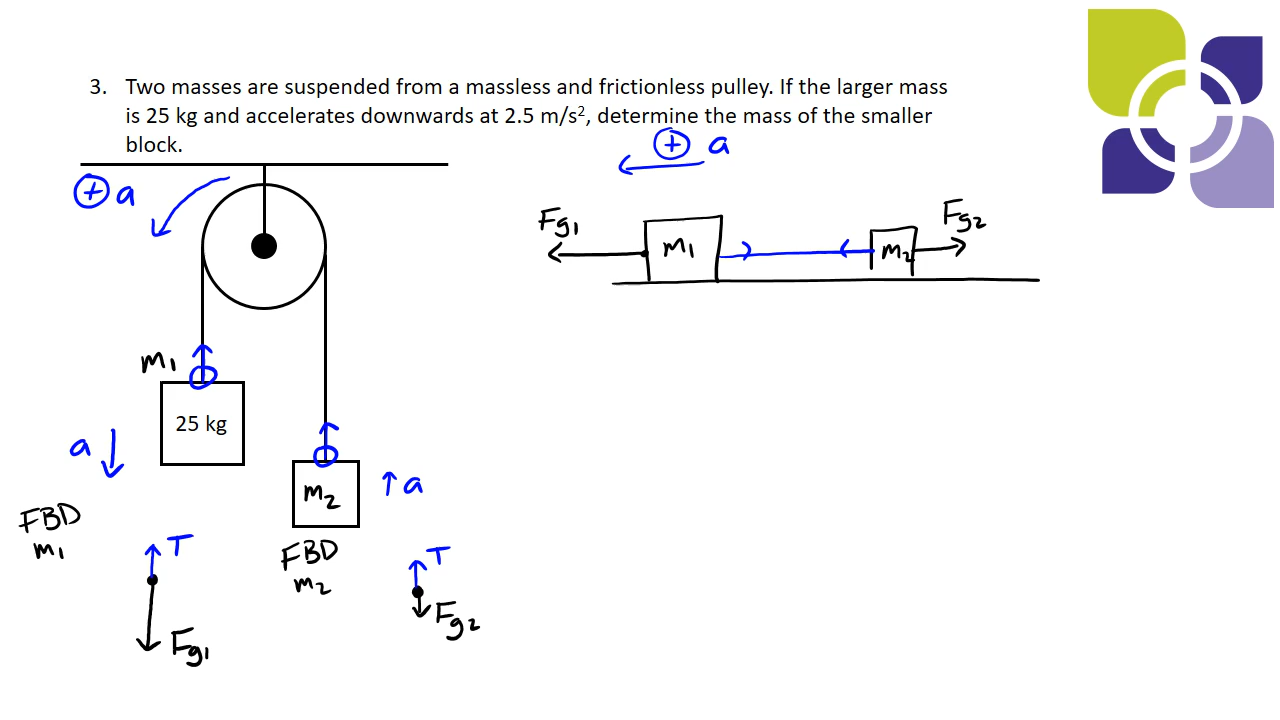 3. Two masses are suspended from a massless and frictionless pulley. If the larger mass
is 25 kg and accelerates downwards at 2.5 m/s², determine the mass of the smaller
block.
⊕ a
⊕ a
Fg1
m1
m2
Fg2
m1
25 kg
a
m2
a
FBD
m1
T
Fg1
FBD
m2
T
Fg2